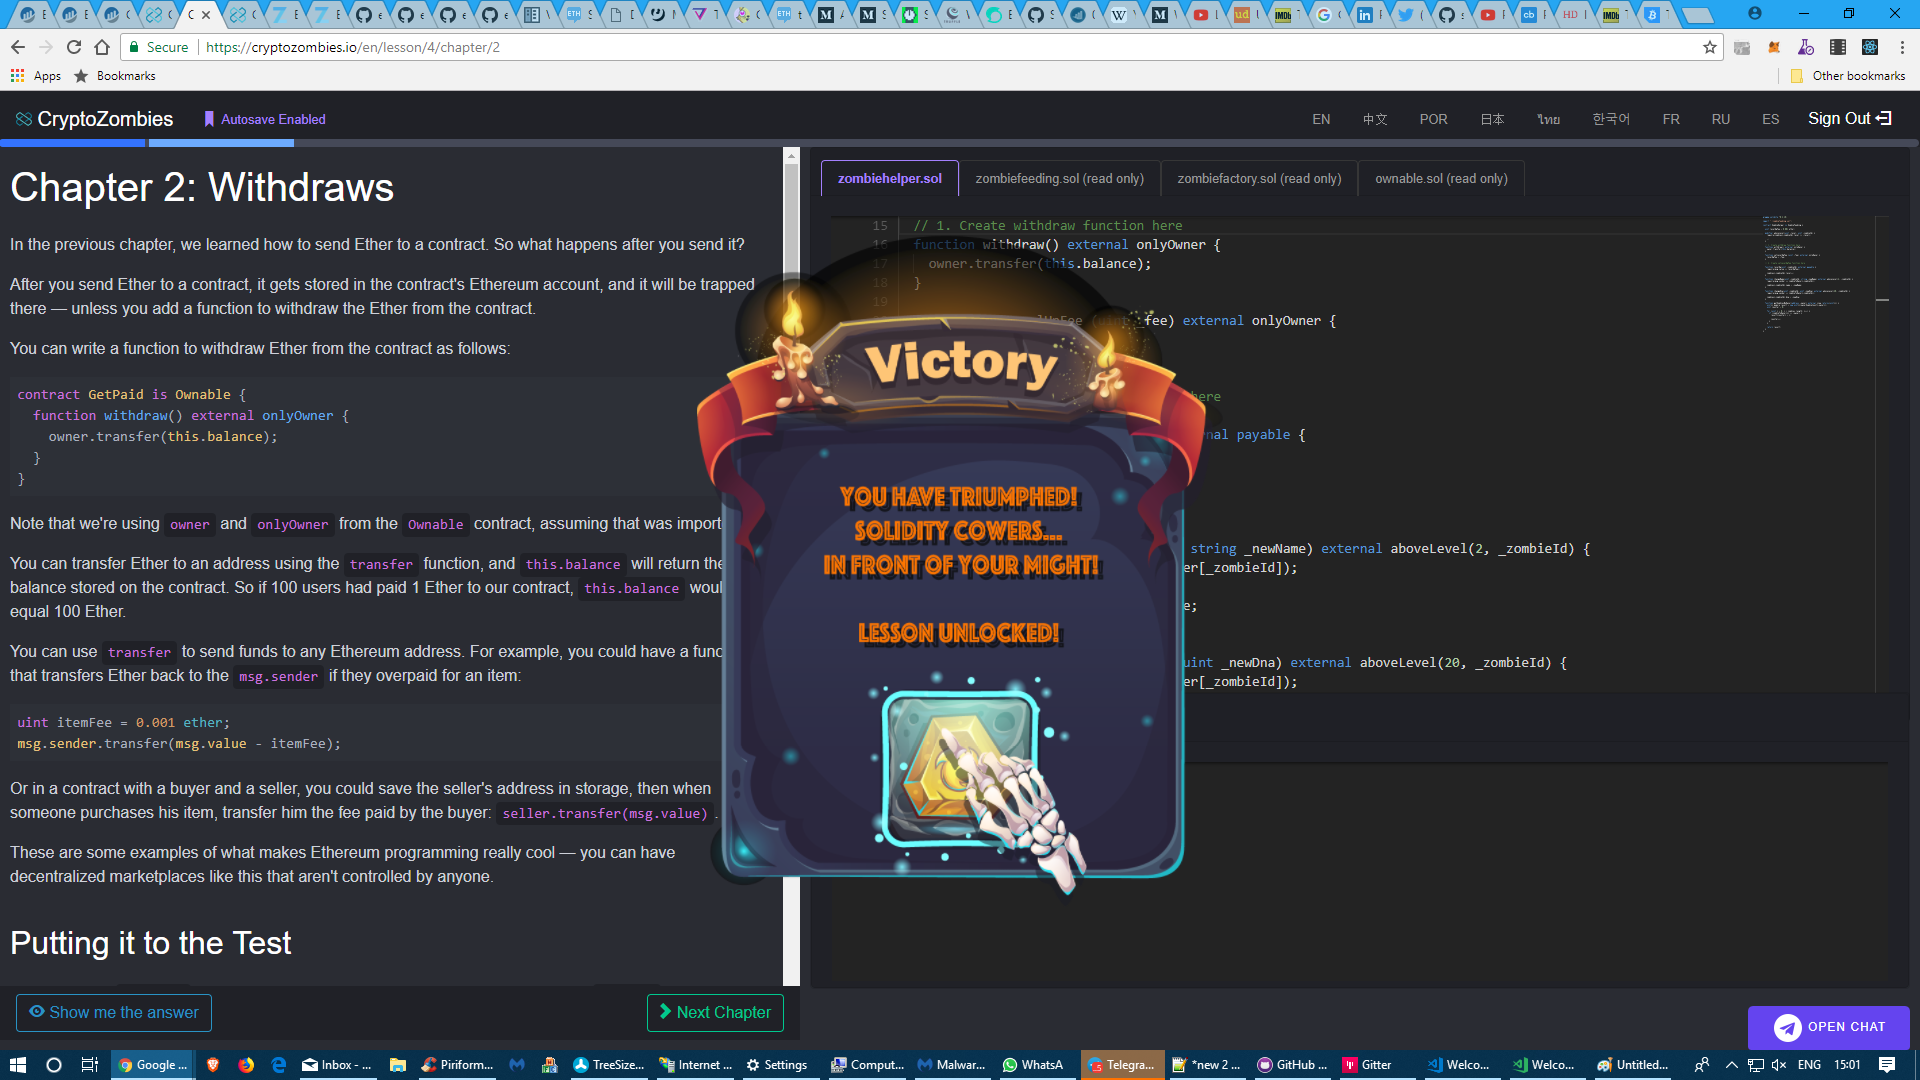 Secure
https://cryptozombies.io/en/lesson/4/chapter/2
Apps
Bookmarks
Other bookmarks
CryptoZombies
Autosave Enabled
EN
中文
POR
日本
ไทย
한국어
FR
RU
ES
Sign Out
Chapter 2: Withdraws
In the previous chapter, we learned how to send Ether to a contract. So what happens after you send it?
After you send Ether to a contract, it gets stored in the contract's Ethereum account, and it will be trapped
there — unless you add a function to withdraw the Ether from the contract.
You can write a function to withdraw Ether from the contract as follows:
contract GetPaid is Ownable {
function withdraw() external onlyOwner {
owner.transfer(this.balance);
}
}
Note that we're using owner and onlyOwner from the Ownable contract, assuming that was import
You can transfer Ether to an address using the transfer function, and this.balance will return the
balance stored on the contract. So if 100 users had paid 1 Ether to our contract, this.balance woul
equal 100 Ether.
You can use transfer to send funds to any Ethereum address. For example, you could have a func
that transfers Ether back to the msg.sender if they overpaid for an item:
uint itemFee = 0.001 ether;
msg.sender.transfer(msg.value - itemFee);
Or in a contract with a buyer and a seller, you could save the seller's address in storage, then when
someone purchases his item, transfer him the fee paid by the buyer: seller.transfer(msg.value) .
These are some examples of what makes Ethereum programming really cool — you can have
decentralized marketplaces like this that aren't controlled by anyone.
Putting it to the Test
Show me the answer
Next Chapter
zombiehelper.sol
zombiefeeding.sol (read only)
zombiefactory.sol (read only)
ownable.sol (read only)
15 // 1. Create withdraw function here
16 function withdraw() external onlyOwner {
17 owner.transfer(this.balance);
18 }
19
_fee) external onlyOwner {
here
nal payable {
string _newName) external aboveLevel(2, _zombieId) {
er[_zombieId]);
e;
uint _newDna) external aboveLevel(20, _zombieId) {
er[_zombieId]);
Victory
YOU HAVE TRIUMPHED!
SOLIDITY COWERS...
IN FRONT OF YOUR MIGHT!
LESSON UNLOCKED!
OPEN CHAT
Google ...
Inbox - ...
Piriform...
TreeSize...
Internet ...
Settings
Comput...
Malwar...
WhatsA
Telegra...
*new 2 ...
GitHub ...
Gitter
Welco...
Welco...
Untitled...
ENG
15:01